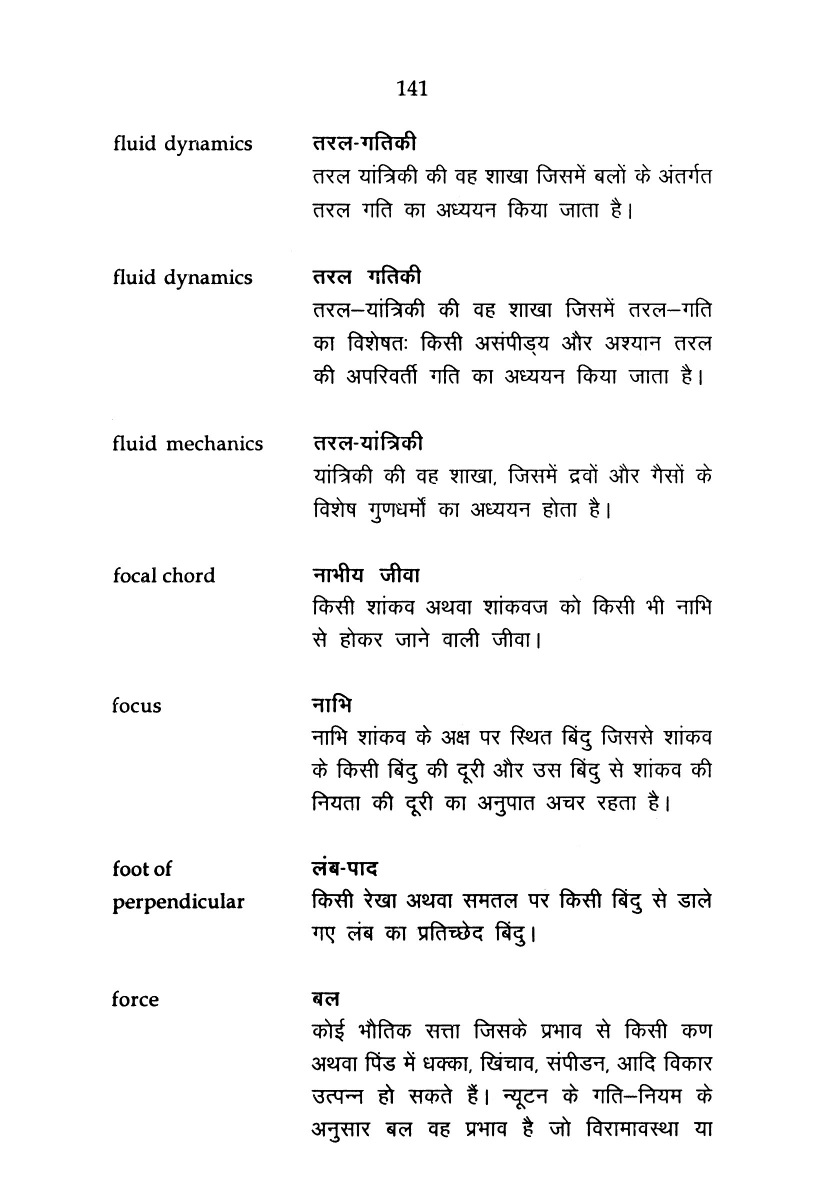 141
fluid dynamics तरल-गतिकी
तरल यांत्रिकी की वह शाखा जिसमें बलों के अंतर्गत
तरल गति का अध्ययन किया जाता है।
fluid dynamics तरल गतिकी
तरल–यांत्रिकी की वह शाखा जिसमें तरल–गति
का विशेषतः किसी असंपीड्य और अश्यान तरल
की अपरिवर्ती गति का अध्ययन किया जाता है।
fluid mechanics तरल-यांत्रिकी
यांत्रिकी की वह शाखा, जिसमें द्रवों और गैसों के
विशेष गुणधर्मों का अध्ययन होता है।
focal chord नाभीय जीवा
किसी शांकव अथवा शांकवज को किसी भी नाभि
से होकर जाने वाली जीवा।
focus नाभि
नाभि शांकव के अक्ष पर स्थित बिंदु जिससे शांकव
के किसी बिंदु की दूरी और उस बिंदु से शांकव की
नियता की दूरी का अनुपात अचर रहता है।
foot of लंब-पाद
perpendicular किसी रेखा अथवा समतल पर किसी बिंदु से डाले
गए लंब का प्रतिच्छेद बिंदु।
force बल
कोई भौतिक सत्ता जिसके प्रभाव से किसी कण
अथवा पिंड में धक्का, खिंचाव, संपीडन, आदि विकार
उत्पन्न हो सकते हैं। न्यूटन के गति–नियम के
अनुसार बल वह प्रभाव है जो विरामावस्था या